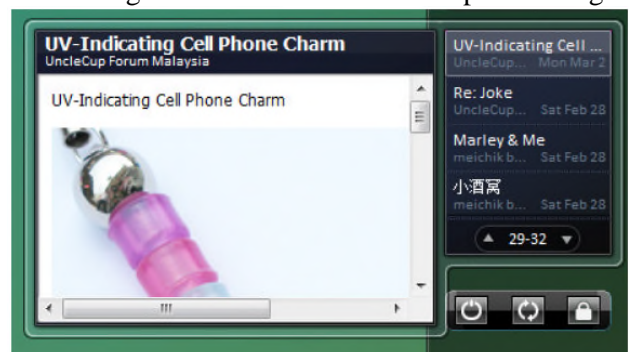 UV-Indicating Cell Phone Charm
UncleCup Forum Malaysia
UV-Indicating Cell Phone Charm
UV-Indicating Cell ...
UncleCup... Mon Mar 2
Re: Joke
UncleCup... Sat Feb 28
Marley & Me
meichik b... Sat Feb 28
小酒窝
meichik b... Sat Feb 28
29-32